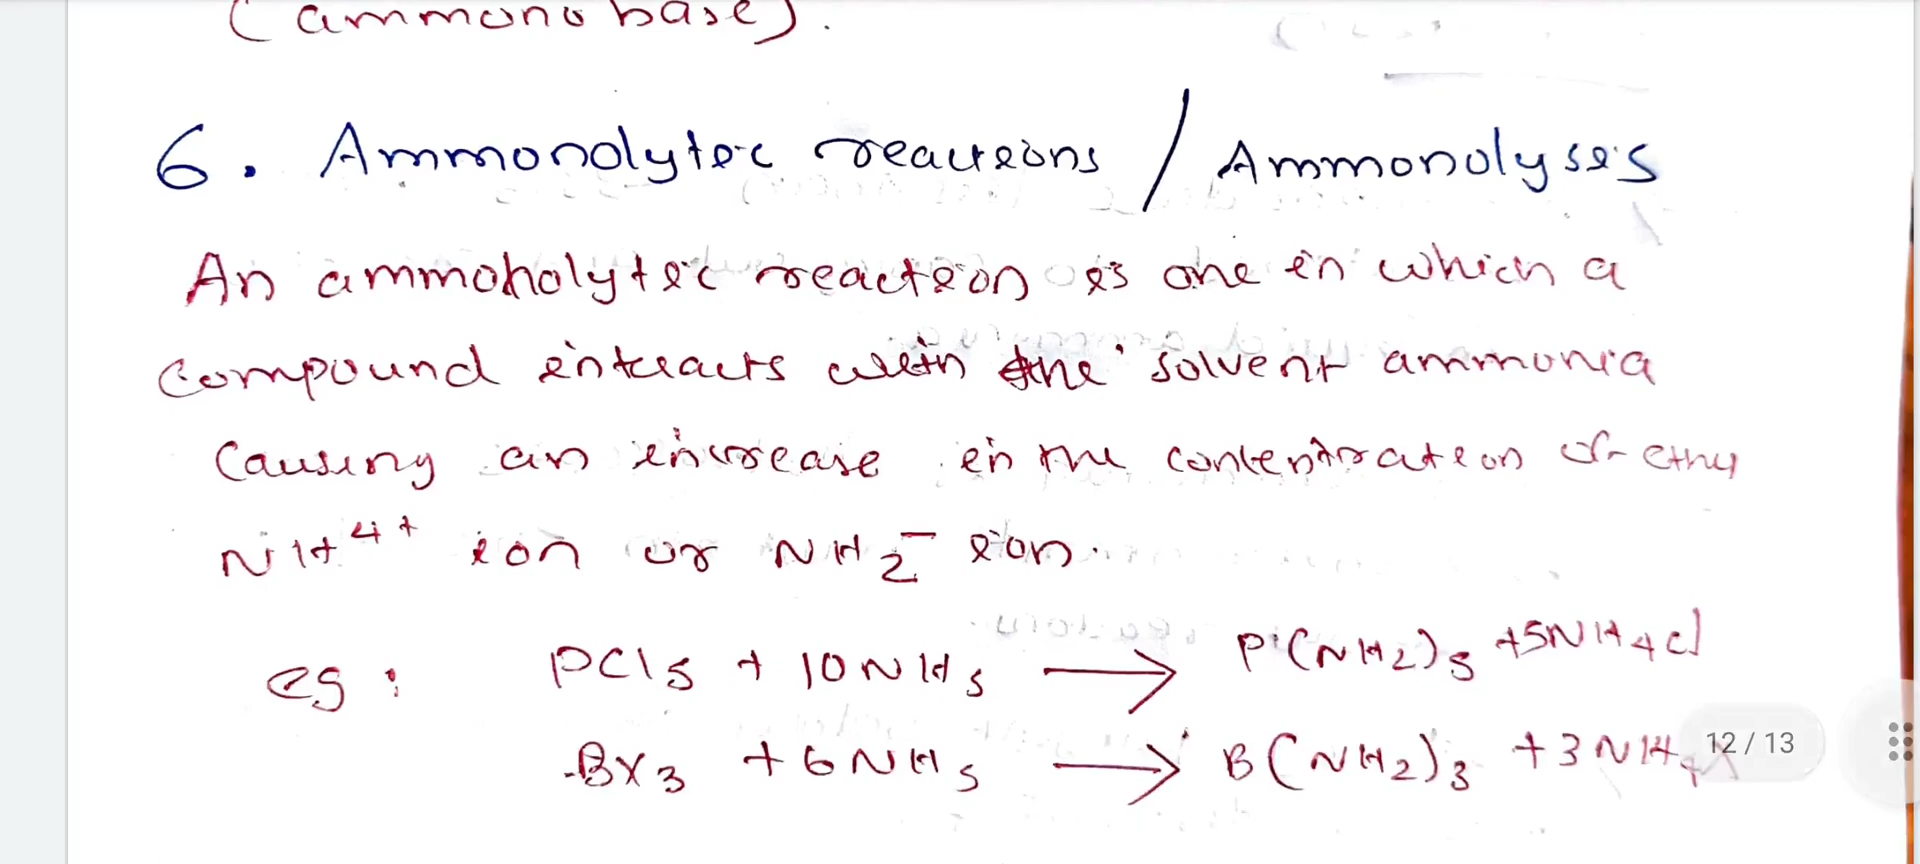 (ammono base).
6. Ammonolytic reactions / Ammonolysis
An ammonolytic reaction is one in which a
compound interacts with the solvent ammonia
causing an increase in the concentration of
NH4+ ion or NH2- ion.
eg: PCl5 + 10NH3 → P(NH2)5 + 5NH4Cl
BX3 + 6NH3 → B(NH2)3 + 3NH4X
12 / 13